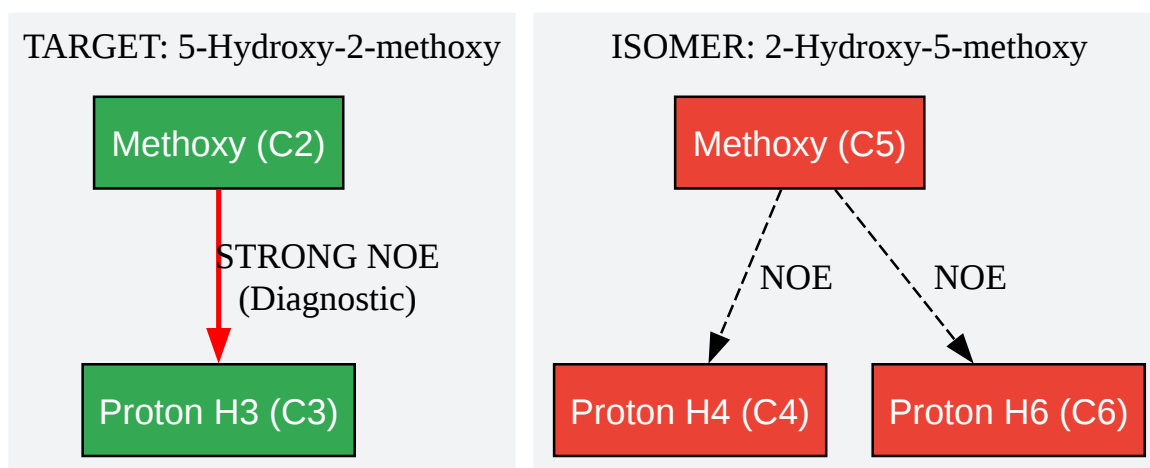 TARGET: 5-Hydroxy-2-methoxy
Methoxy (C2)
STRONG NOE
(Diagnostic)
Proton H3 (C3)
ISOMER: 2-Hydroxy-5-methoxy
Methoxy (C5)
NOE
NOE
Proton H4 (C4)
Proton H6 (C6)